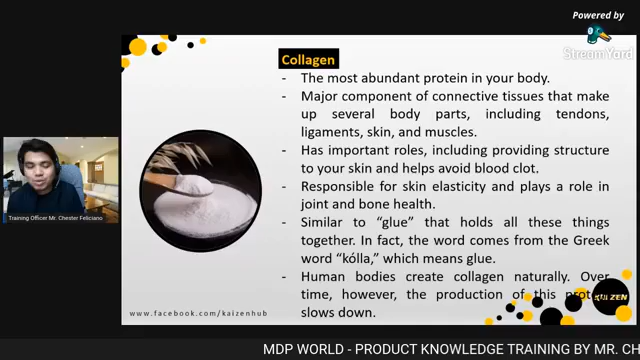 Powered by
StreamYard
Collagen
- The most abundant protein in your body.
- Major component of connective tissues that make
up several body parts, including tendons,
ligaments, skin, and muscles.
- Has important roles, including providing structure
to your skin and helps avoid blood clot.
- Responsible for skin elasticity and plays a role in
joint and bone health.
- Similar to “glue” that holds all these things
together. In fact, the word comes from the Greek
word “kólla,” which means glue.
- Human bodies create collagen naturally. Over
time, however, the production of this
slows down.
KAIZEN
Training Officer Mr. Chester Feliciano
www.facebook.com/kaizenhub
MDP WORLD - PRODUCT KNOWLEDGE TRAINING BY MR. CH